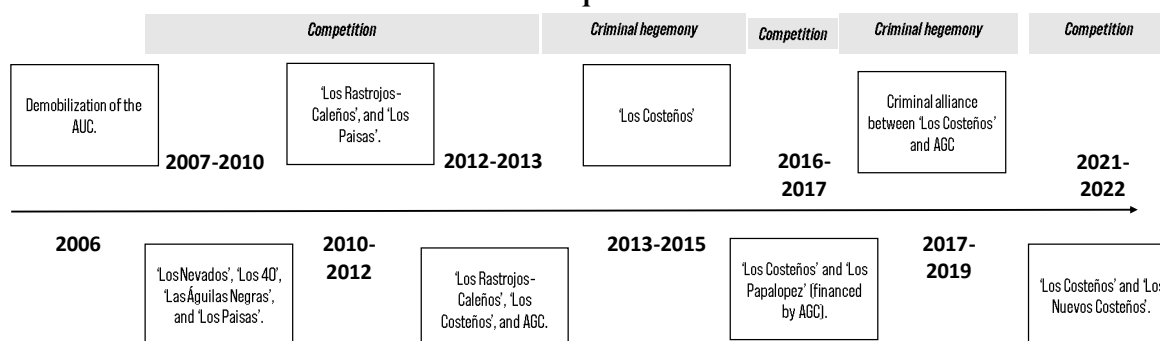 Competition
Criminal hegemony
Competition
Criminal hegemony
Competition
Demobilization of the
AUC.
2007-2010
'Los Rastrojos-
Caleños', and 'Los
Paisas'.
2012-2013
'Los Costeños'
2016-
2017
Criminal alliance
between 'Los Costeños'
and AGC
2021-
2022
2006
'Los Nevados', 'Los 40',
'Las Águilas Negras',
and 'Los Paisas'.
2010-
2012
'Los Rastrojos-
Caleños', 'Los
Costeños', and AGC.
2013-2015
'Los Costeños' and 'Los
Papalopez' (financed
by AGC).
2017-
2019
'Los Costeños' and 'Los
Nuevos Costeños'.